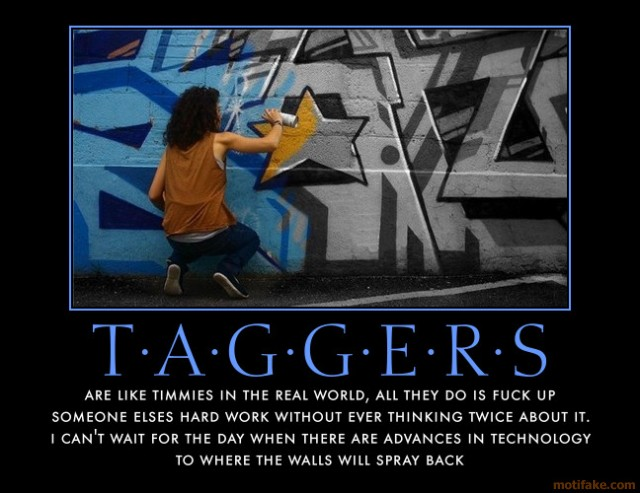 T·A·G·G·E·R·S
ARE LIKE TIMMIES IN THE REAL WORLD, ALL THEY DO IS FUCK UP
SOMEONE ELSES HARD WORK WITHOUT EVER THINKING TWICE ABOUT IT.
I CAN'T WAIT FOR THE DAY WHEN THERE ARE ADVANCES IN TECHNOLOGY
TO WHERE THE WALLS WILL SPRAY BACK
motifake.com